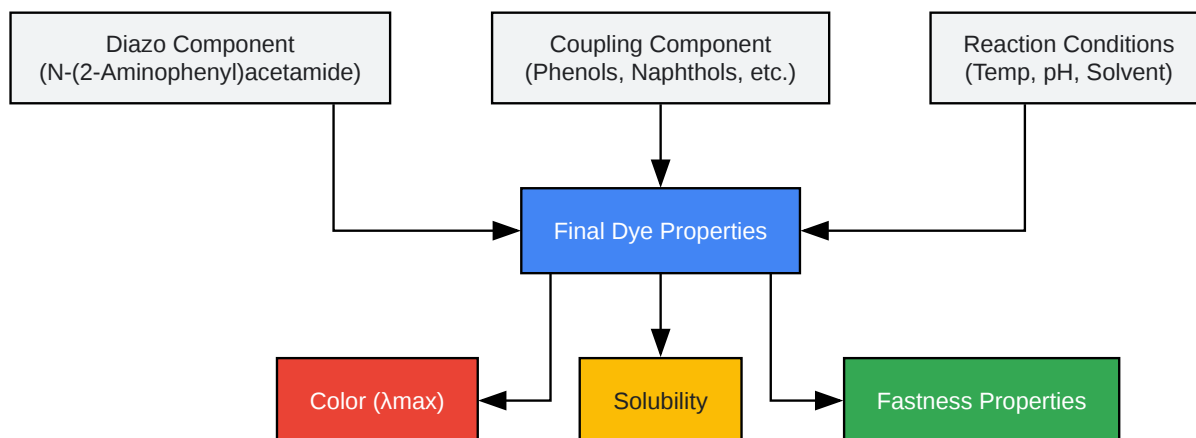 Diazo Component
(N-(2-Aminophenyl)acetamide)
Coupling Component
(Phenols, Naphthols, etc.)
Reaction Conditions
(Temp, pH, Solvent)
Final Dye Properties
Color (λmax)
Solubility
Fastness Properties